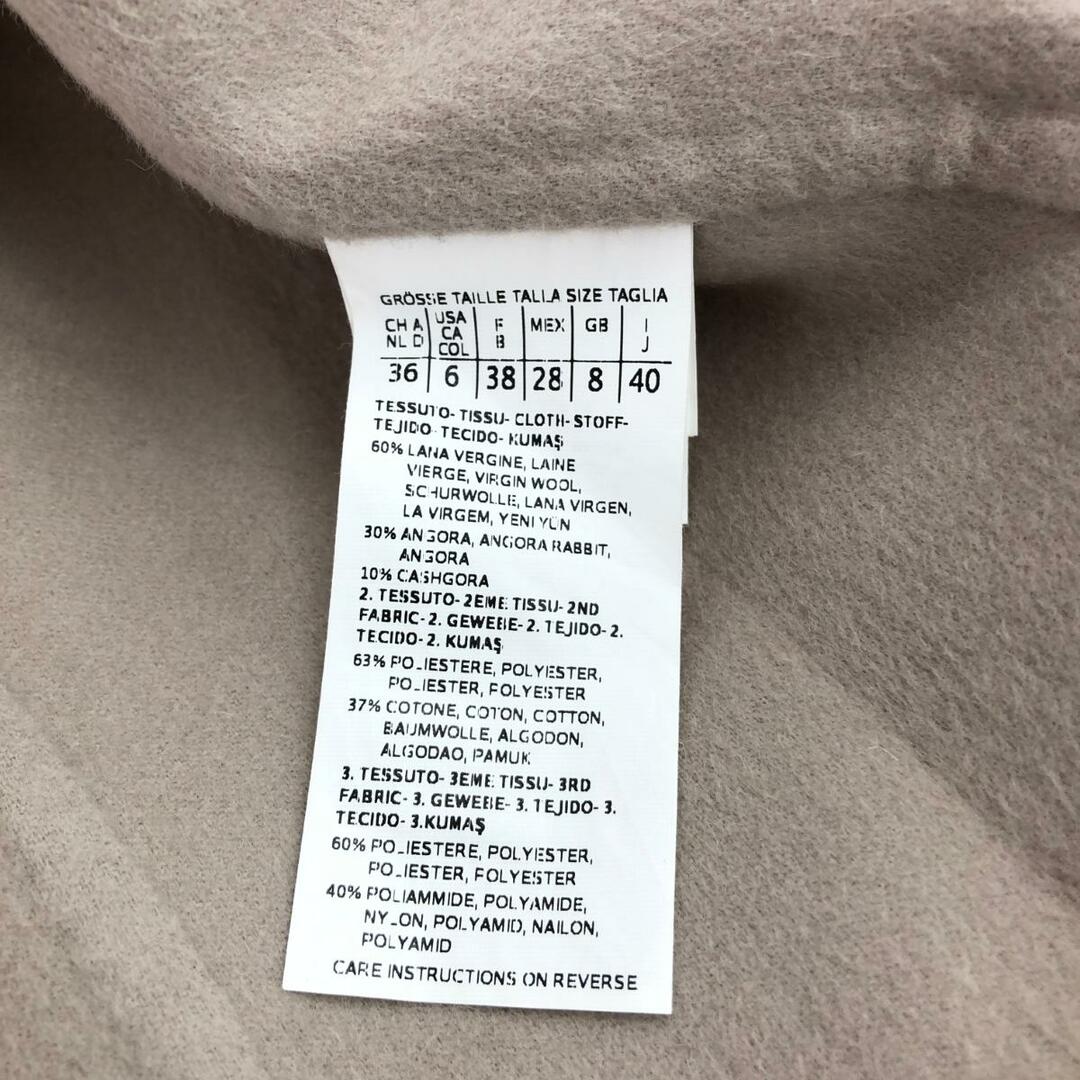 GRÖSSE TAILLE TALLA SIZE TAGLIA
CH A USA F MEX GB I
NL D CA B J
COL
36 6 38 28 8 40
TESSUTO- TISSU- CLOTH- STOFF-
TEJIDO- TECIDO- KUMAŞ
60% LANA VERGINE, LAINE
VIERGE, VIRGIN WOOL,
SCHURWOLLE, LANA VIRGEN,
LA VIRGEM, YENI YÜN
30% ANGORA, ANGORA RABBIT,
ANGORA
10% CASHGORA
2. TESSUTO- 2EME TISSU- 2ND
FABRIC- 2. GEWEBE- 2. TEJIDO- 2.
TECIDO- 2. KUMAŞ
63% POLIESTERE, POLYESTER,
POLIESTER, POLYESTER
37% COTONE, COTON, COTTON,
BAUMWOLLE, ALGODON,
ALGODAO, PAMUK
3. TESSUTO- 3EME TISSU- 3RD
FABRIC- 3. GEWEBE- 3. TEJIDO- 3.
TECIDO- 3.KUMAŞ
60% POLIESTERE, POLYESTER,
POLIESTER, POLYESTER
40% POLIAMMIDE, POLYAMIDE,
NYLON, POLYAMID, NAILON,
POLYAMID
CARE INSTRUCTIONS ON REVERSE